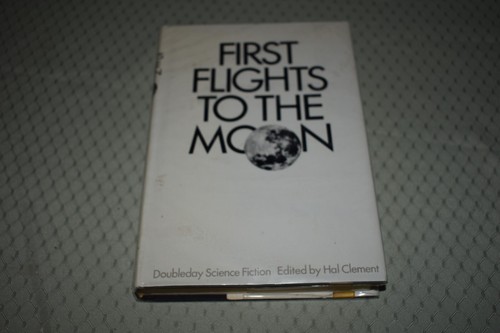 FIRST
FLIGHTS
TO THE
MOON
Doubleday Science Fiction Edited by Hal Clement